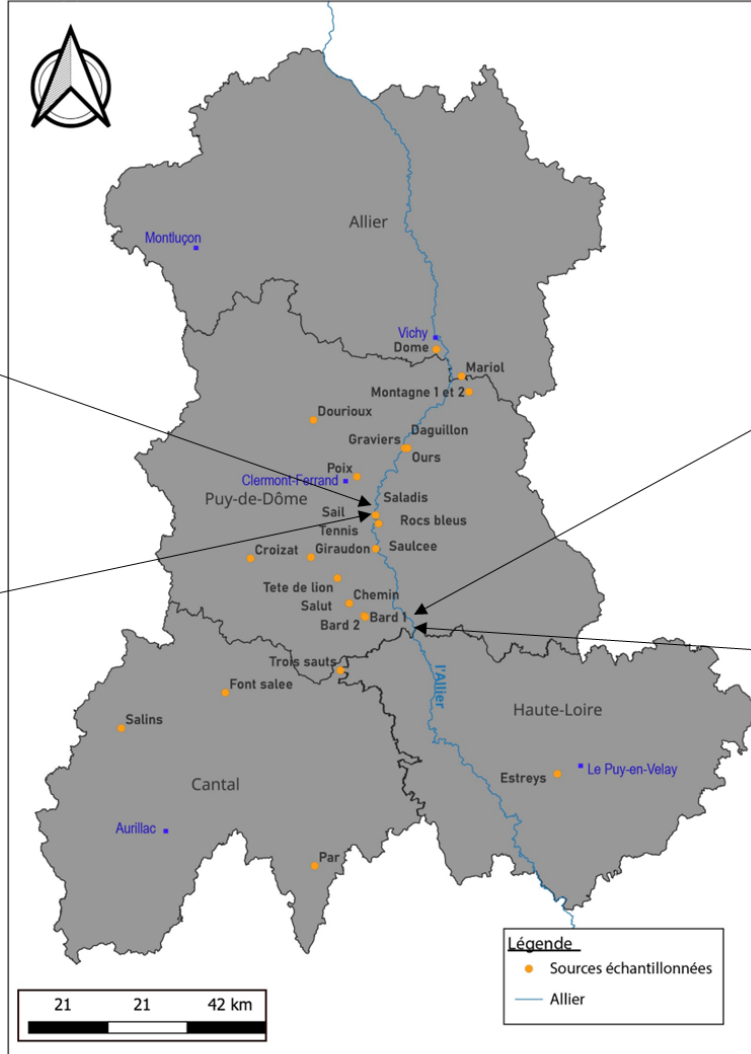 Allier
Montluçon
Vichy
Dome
Mariol
Montagne 1 et 2
Dourioux
Daguillon
Graviers
Ours
Poix
Clermont-Ferrand
Puy-de-Dôme
Saladis
Sail
Rocs bleus
Tennis
Croizat
Giraudon
Saulcee
Tete de lion
Chemin
Salut
Bard 1
Bard 2
Trois sauts
Font salee
l'Allier
Haute-Loire
Salins
Le Puy-en-Velay
Estreys
Cantal
Aurillac
Par
Légende
Sources échantillonnées
Allier
21 21 42 km